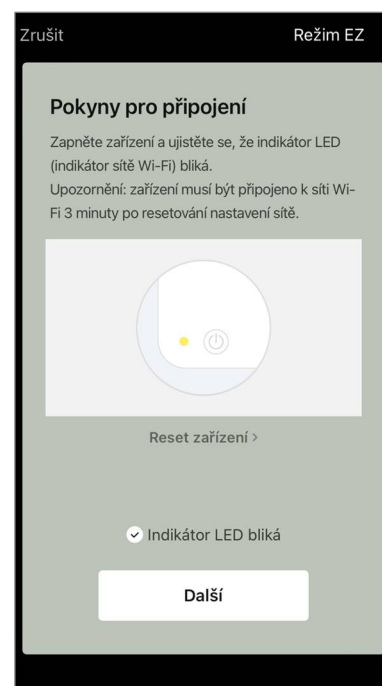 Zrušit
Režim EZ
Pokyny pro připojení
Zapněte zařízení a ujistěte se, že indikátor LED
(indikátor sítě Wi-Fi) bliká.
Upozornění: zařízení musí být připojeno k síti Wi-
Fi 3 minuty po resetování nastavení sítě.
Reset zařízení >
Indikátor LED bliká
Další